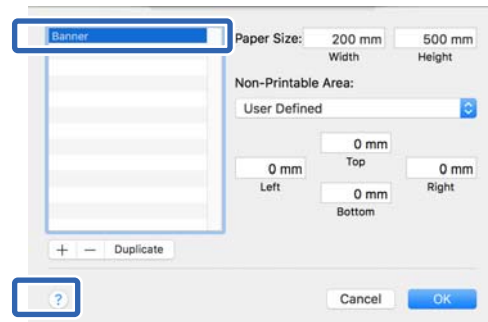 Banner
Paper Size: 200 mm 500 mm
Width Height
Non-Printable Area:
User Defined
0 mm
Top
0 mm 0 mm
Left Right
0 mm
Bottom
+ − Duplicate
? Cancel OK